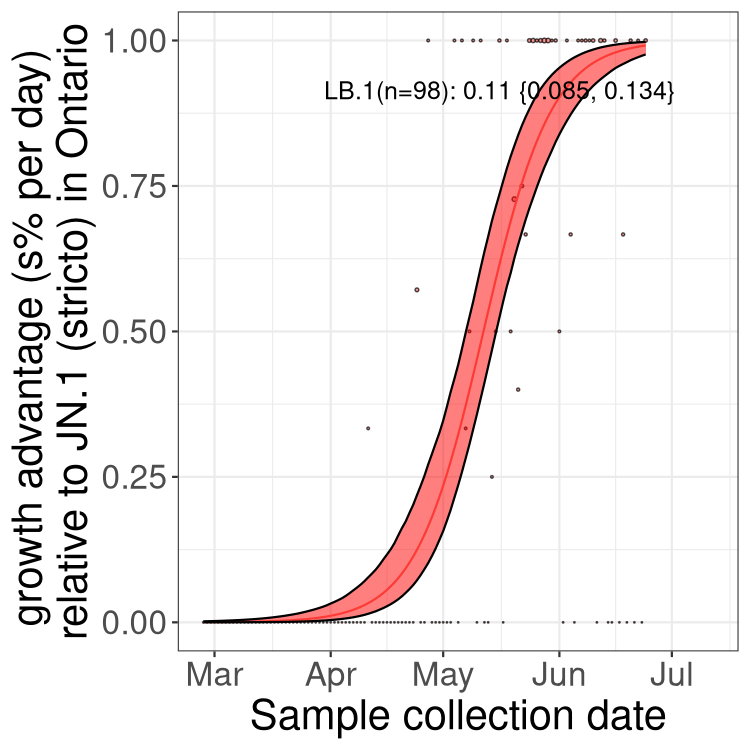 growth advantage (s% per day)
relative to JN.1 (stricto) in Ontario
1.00
0.75
0.50
0.25
0.00
LB.1(n=98): 0.11 {0.085, 0.134}
Mar Apr May Jun Jul
Sample collection date